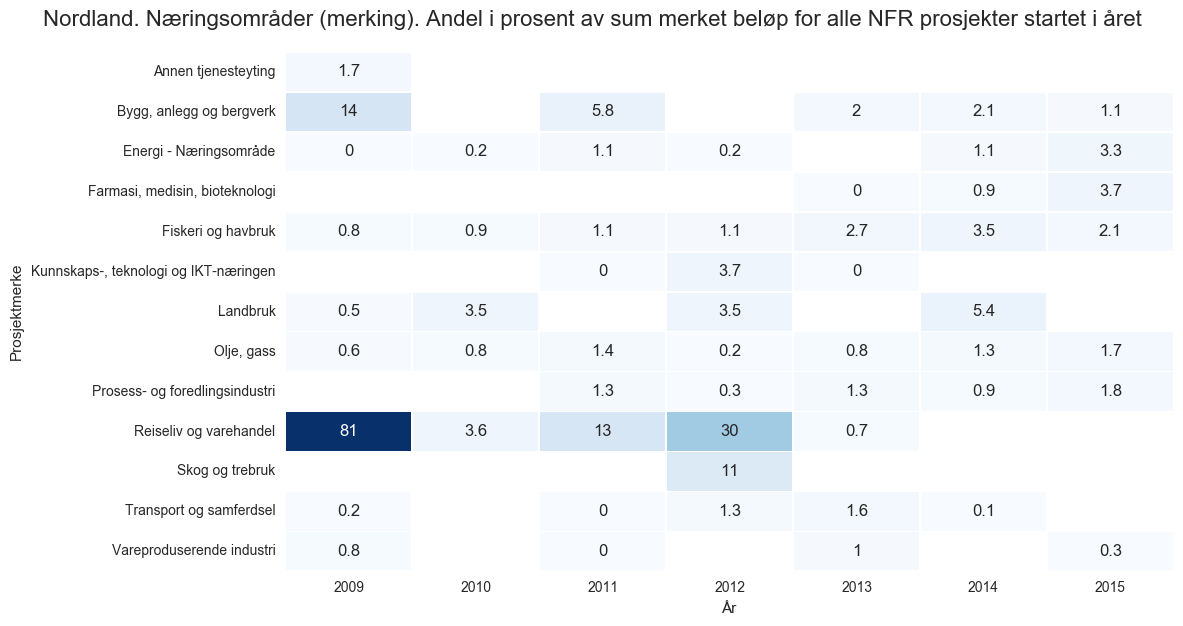 Nordland. Næringsområder (merking). Andel i prosent av sum merket beløp for alle NFR prosjekter startet i året
Prosjektmerke
Annen tjenesteyting 1.7
Bygg, anlegg og bergverk 14 5.8 2 2.1 1.1
Energi - Næringsområde 0 0.2 1.1 0.2 1.1 3.3
Farmasi, medisin, bioteknologi 0 0.9 3.7
Fiskeri og havbruk 0.8 0.9 1.1 1.1 2.7 3.5 2.1
Kunnskaps-, teknologi og IKT-næringen 0 3.7 0
Landbruk 0.5 3.5 3.5 5.4
Olje, gass 0.6 0.8 1.4 0.2 0.8 1.3 1.7
Prosess- og foredlingsindustri 1.3 0.3 1.3 0.9 1.8
Reiseliv og varehandel 81 3.6 13 30 0.7
Skog og trebruk 11
Transport og samferdsel 0.2 0 1.3 1.6 0.1
Vareproduserende industri 0.8 0 1 0.3
2009 2010 2011 2012 2013 2014 2015
År